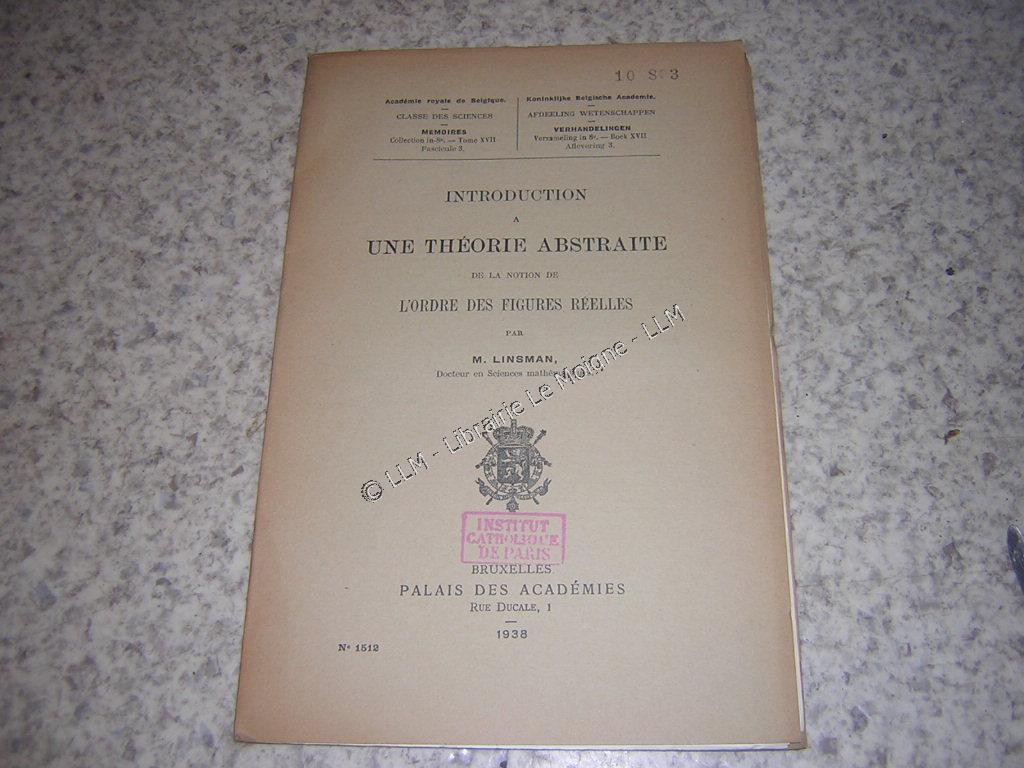 10 8 3
Académie royale de Belgique.
CLASSE DES SCIENCES
MEMOIRES
Collection in-8º. — Tome XVII
Fascicule 3.
Koninklijke Belgische Academie.
AFDEELING WETENSCHAPPEN
VERHANDELINGEN
Verzameling in 8º. — Boek XVII
Aflevering 3.
INTRODUCTION
A
UNE THÉORIE ABSTRAITE
DE LA NOTION DE
L'ORDRE DES FIGURES RÉELLES
PAR
M. LINSMAN,
Docteur en Sciences
© LLM - Librairie Le Moigne - LLM
INSTITUT
CATHOLIQUE
DE PARIS
BRUXELLES
PALAIS DES ACADÉMIES
RUE DUCALE, 1
1938
Nº 1512